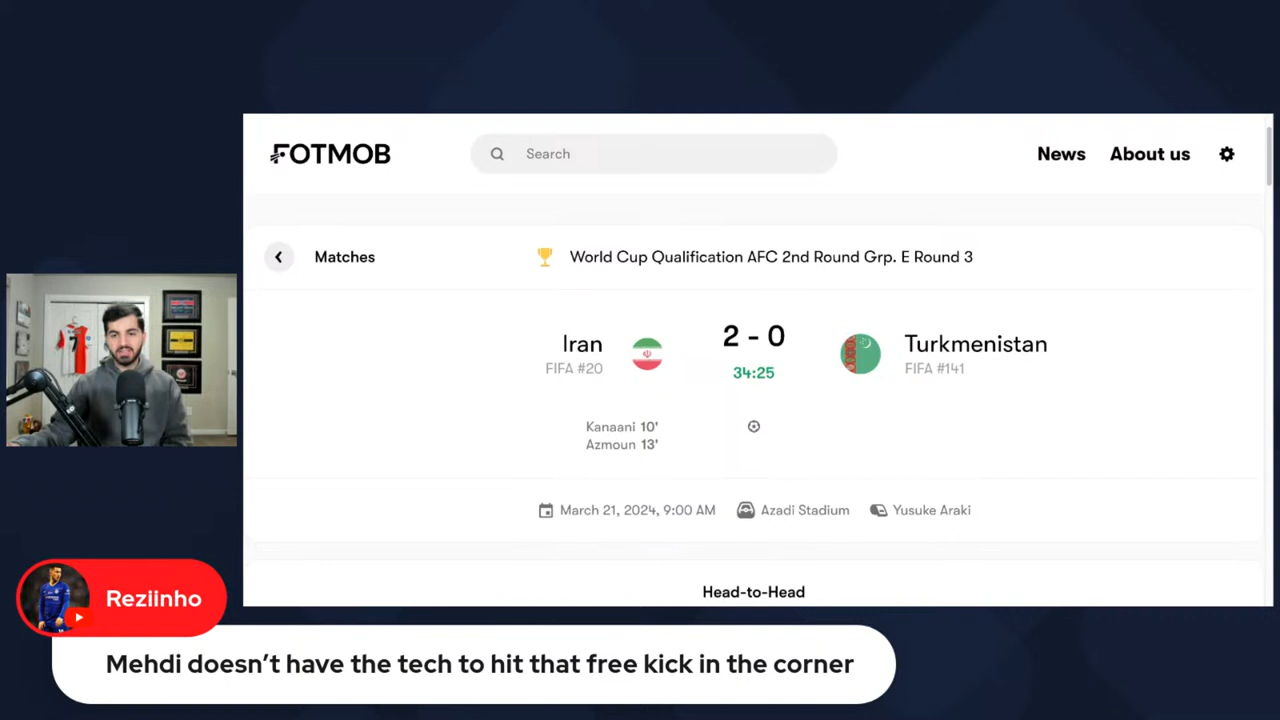 FOTMOB
Search
News
About us
Matches
World Cup Qualification AFC 2nd Round Grp. E Round 3
Iran
FIFA #20
2 - 0
34:25
Turkmenistan
FIFA #141
Kanaani 10'
Azmoun 13'
March 21, 2024, 9:00 AM
Azadi Stadium
Yusuke Araki
Head-to-Head
Reziinho
Mehdi doesn’t have the tech to hit that free kick in the corner
7